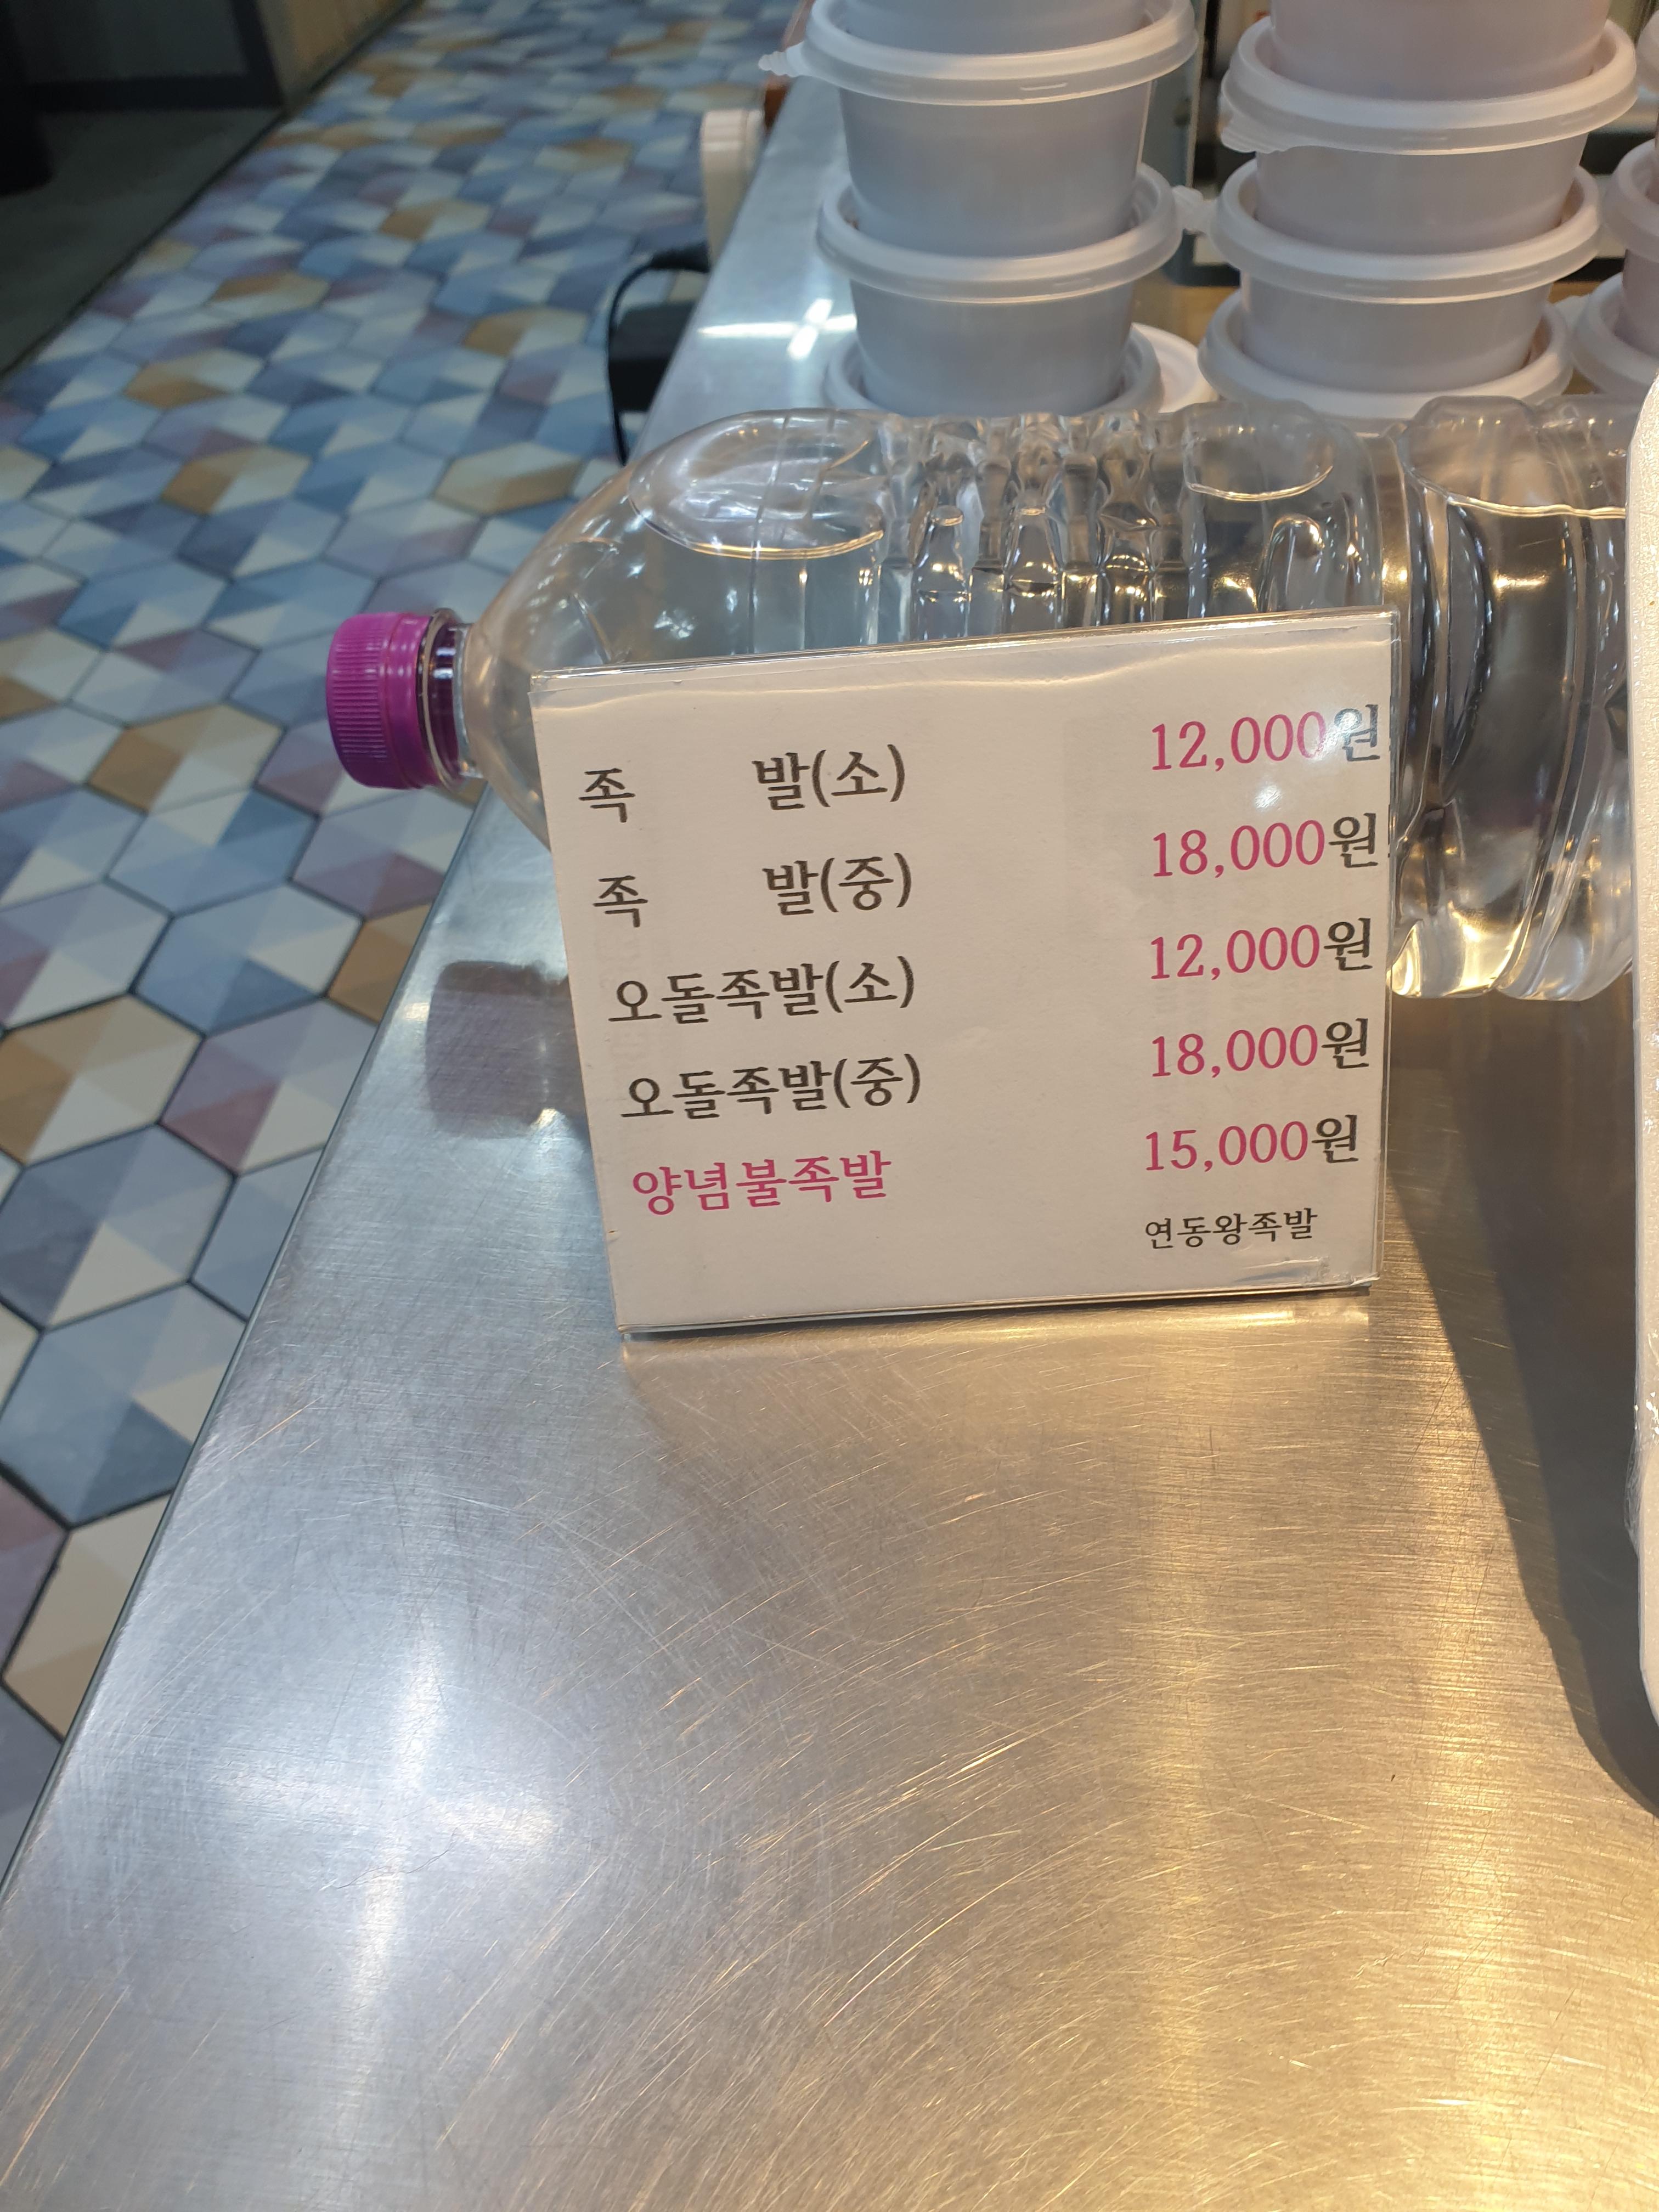 족 발(소) 12,000원
족 발(중) 18,000원
오돌족발(소) 12,000원
오돌족발(중) 18,000원
양념불족발 15,000원
연동왕족발